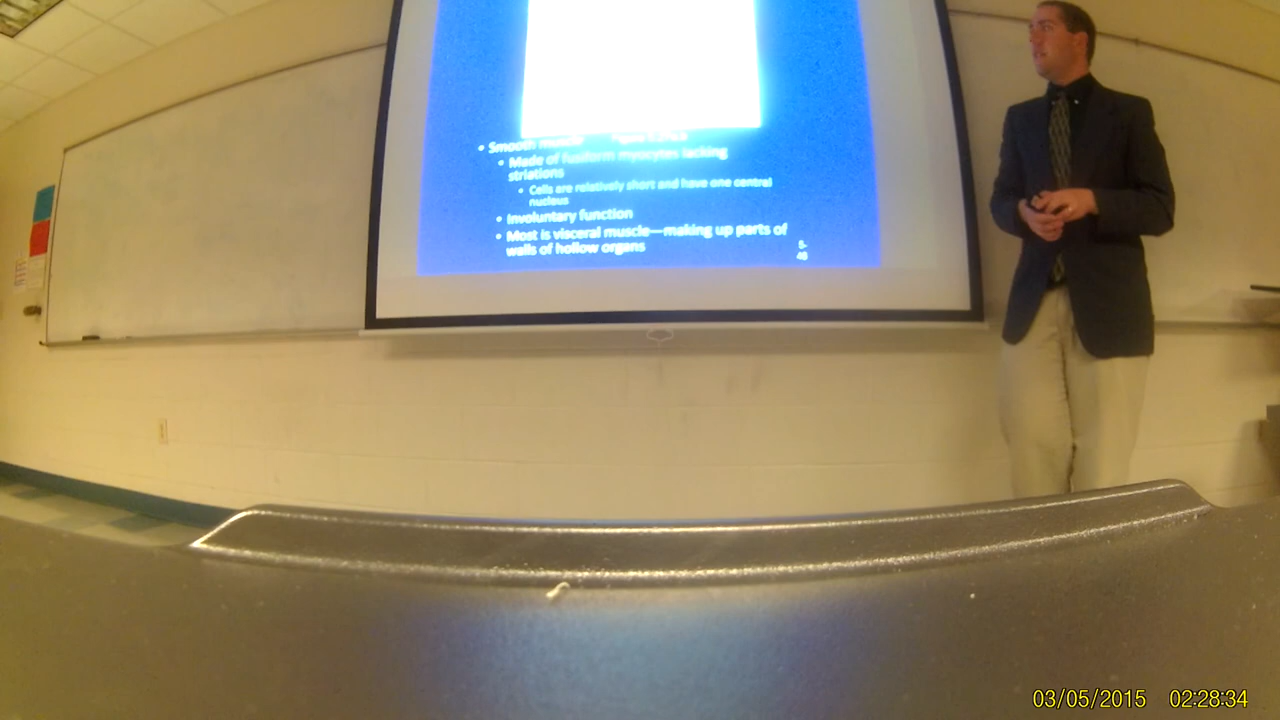 • Smooth muscle
• Made of fusiform myocytes lacking
striations
• Cells are relatively short and have one central
nucleus
• Involuntary function
• Most is visceral muscle—making up parts of
walls of hollow organs
5-
46
03/05/2015 02:28:34